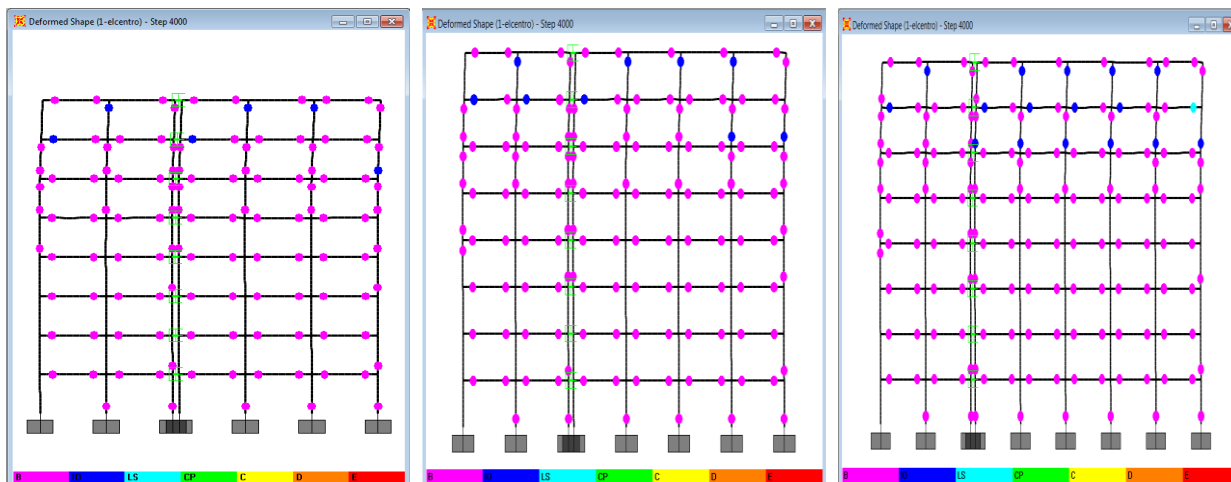 Deformed Shape (1-elcentro) - Step 4000
B IO LS CP C D E
Deformed Shape (1-elcentro) - Step 4000
B IO LS CP C D E
Deformed Shape (1-elcentro) - Step 4000
B IO LS CP C D E